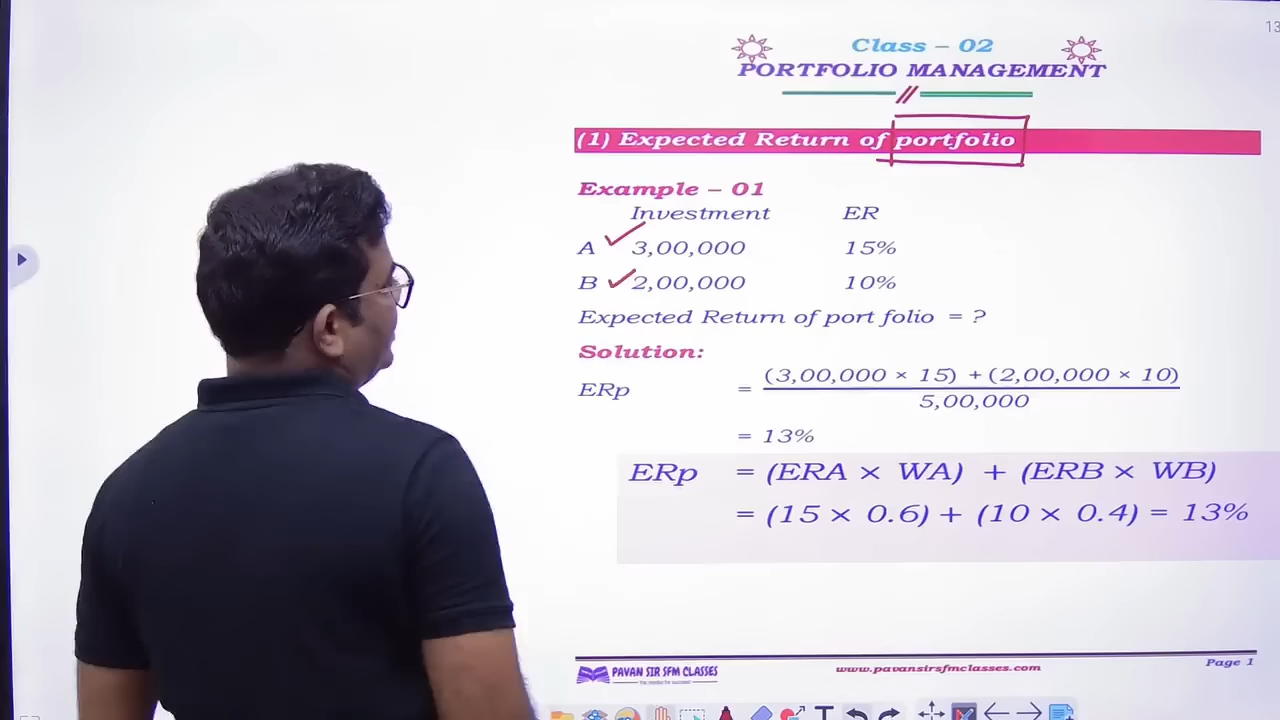 13
Class – 02
PORTFOLIO MANAGEMENT
(1) Expected Return of portfolio
Example – 01
Investment ER
A 3,00,000 15%
B 2,00,000 10%
Expected Return of port folio = ?
Solution:
ERp = (3,00,000 × 15) + (2,00,000 × 10)
5,00,000
= 13%
ERp = (ERA × WA) + (ERB × WB)
= (15 × 0.6) + (10 × 0.4) = 13%
PAVAN SIR SFM CLASSES
www.pavansirsfmclasses.com
Page 1